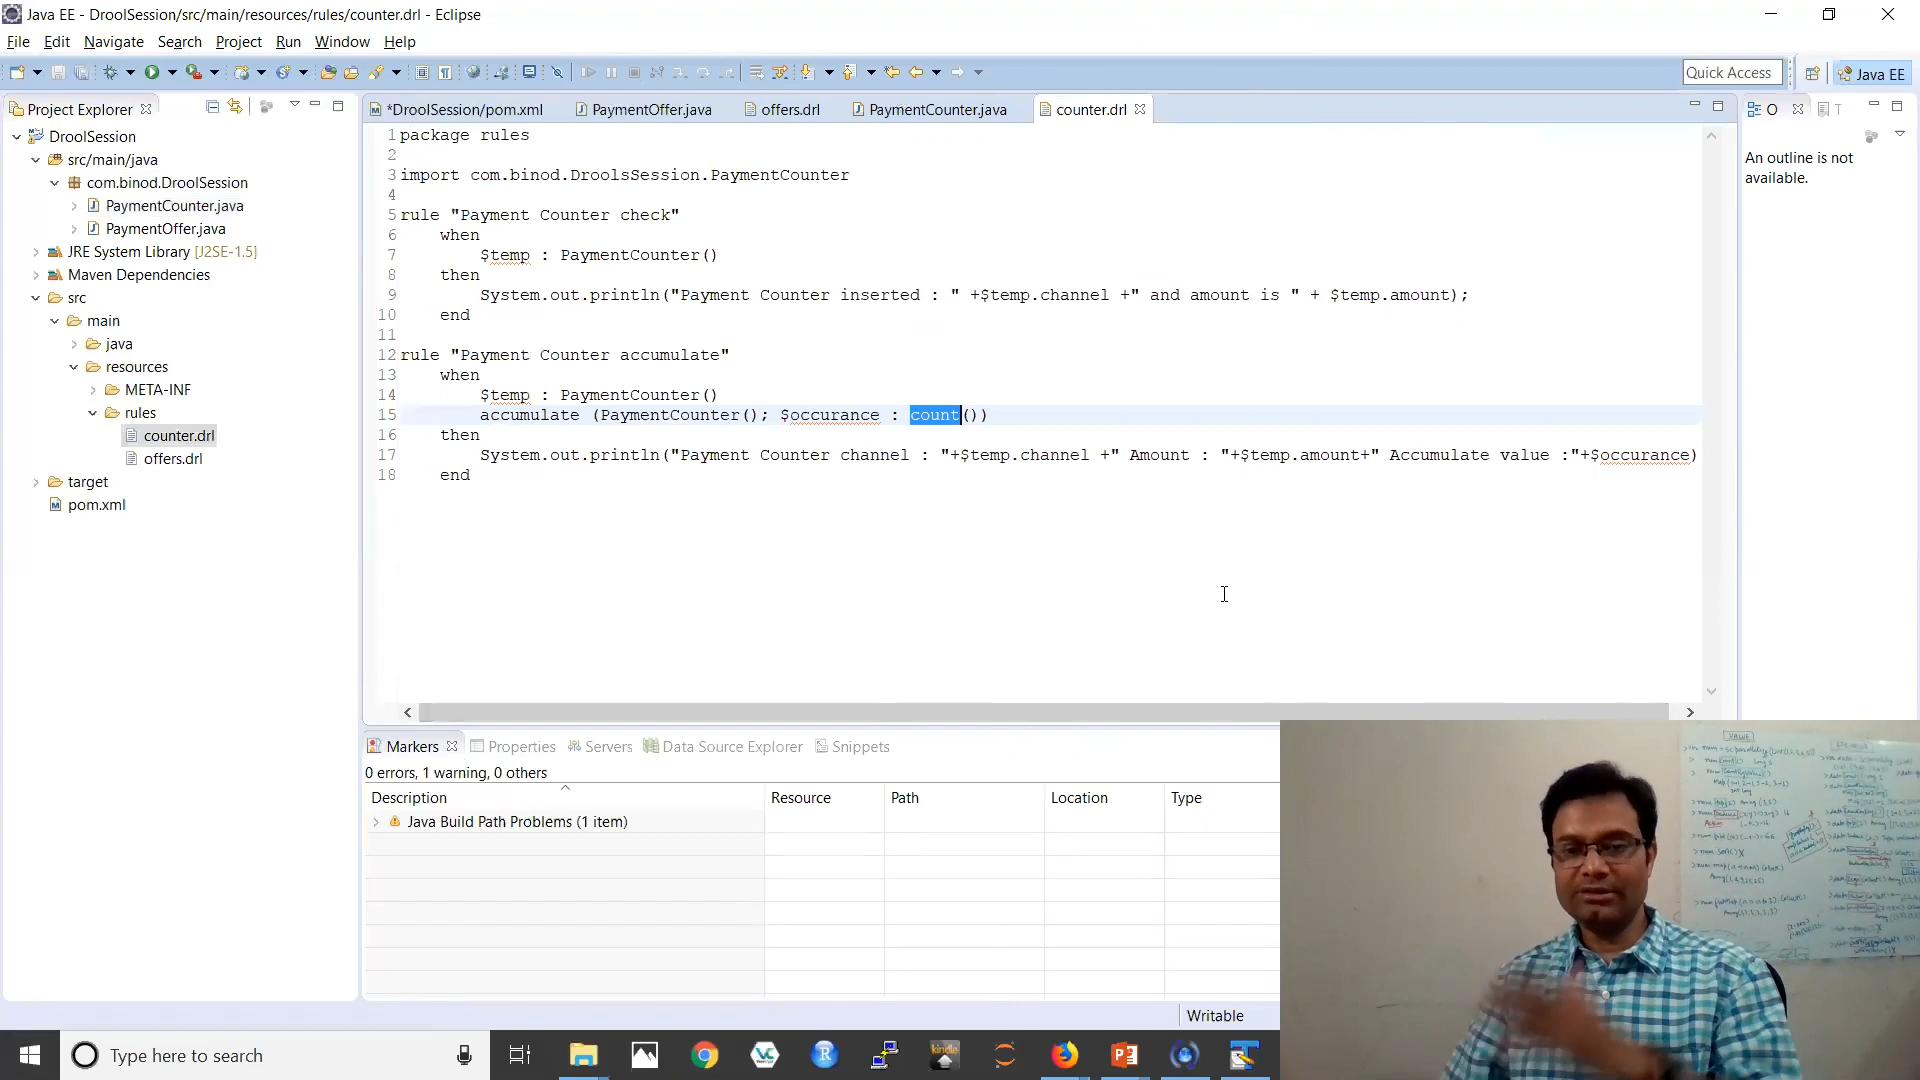 Java EE - DroolSession/src/main/resources/rules/counter.drl - Eclipse
File Edit Navigate Search Project Run Window Help
Quick Access
Java EE
Project Explorer
DroolSession
src/main/java
com.binod.DroolSession
PaymentCounter.java
PaymentOffer.java
JRE System Library [J2SE-1.5]
Maven Dependencies
src
main
java
resources
META-INF
rules
counter.drl
offers.drl
target
pom.xml
*DroolSession/pom.xml PaymentOffer.java offers.drl PaymentCounter.java counter.drl
1 package rules
2
3 import com.binod.DroolsSession.PaymentCounter
4
5 rule "Payment Counter check"
6 when
7 $temp : PaymentCounter()
8 then
9 System.out.println("Payment Counter inserted : " +$temp.channel +" and amount is " + $temp.amount);
10 end
11
12 rule "Payment Counter accumulate"
13 when
14 $temp : PaymentCounter()
15 accumulate (PaymentCounter(); $occurance : count())
16 then
17 System.out.println("Payment Counter channel : "+$temp.channel +" Amount : "+$temp.amount+" Accumulate value :"+$occurance)
18 end
O T
An outline is not
available.
Markers Properties Servers Data Source Explorer Snippets
0 errors, 1 warning, 0 others
Description Resource Path Location Type
Java Build Path Problems (1 item)
Writable
VALUE
Type here to search
VC
R
kindle
P